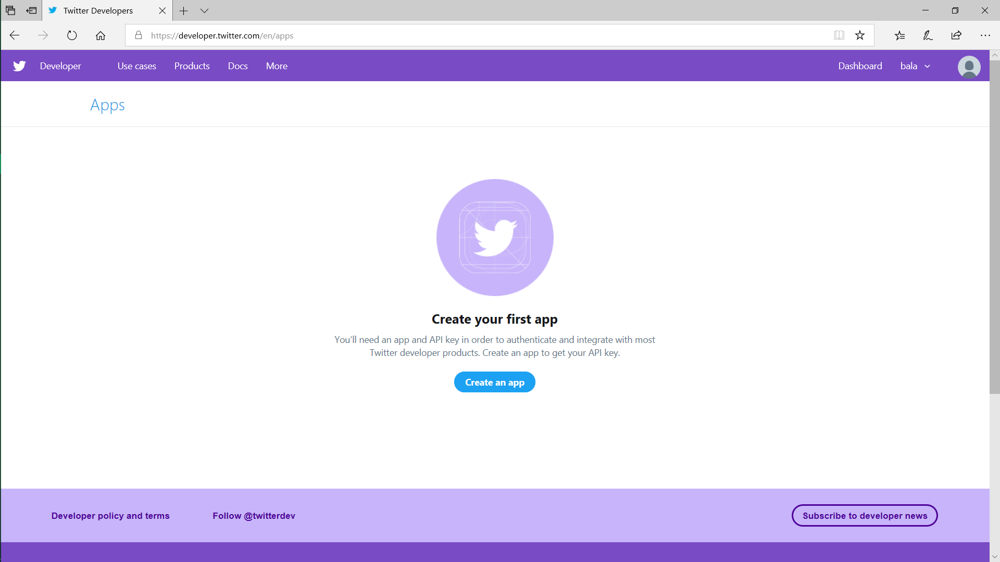 Twitter Developers
https://developer.twitter.com/en/apps
Developer Use cases Products Docs More Dashboard bala
Apps
Create your first app
You'll need an app and API key in order to authenticate and integrate with most
Twitter developer products. Create an app to get your API key.
Create an app
Developer policy and terms Follow @twitterdev Subscribe to developer news